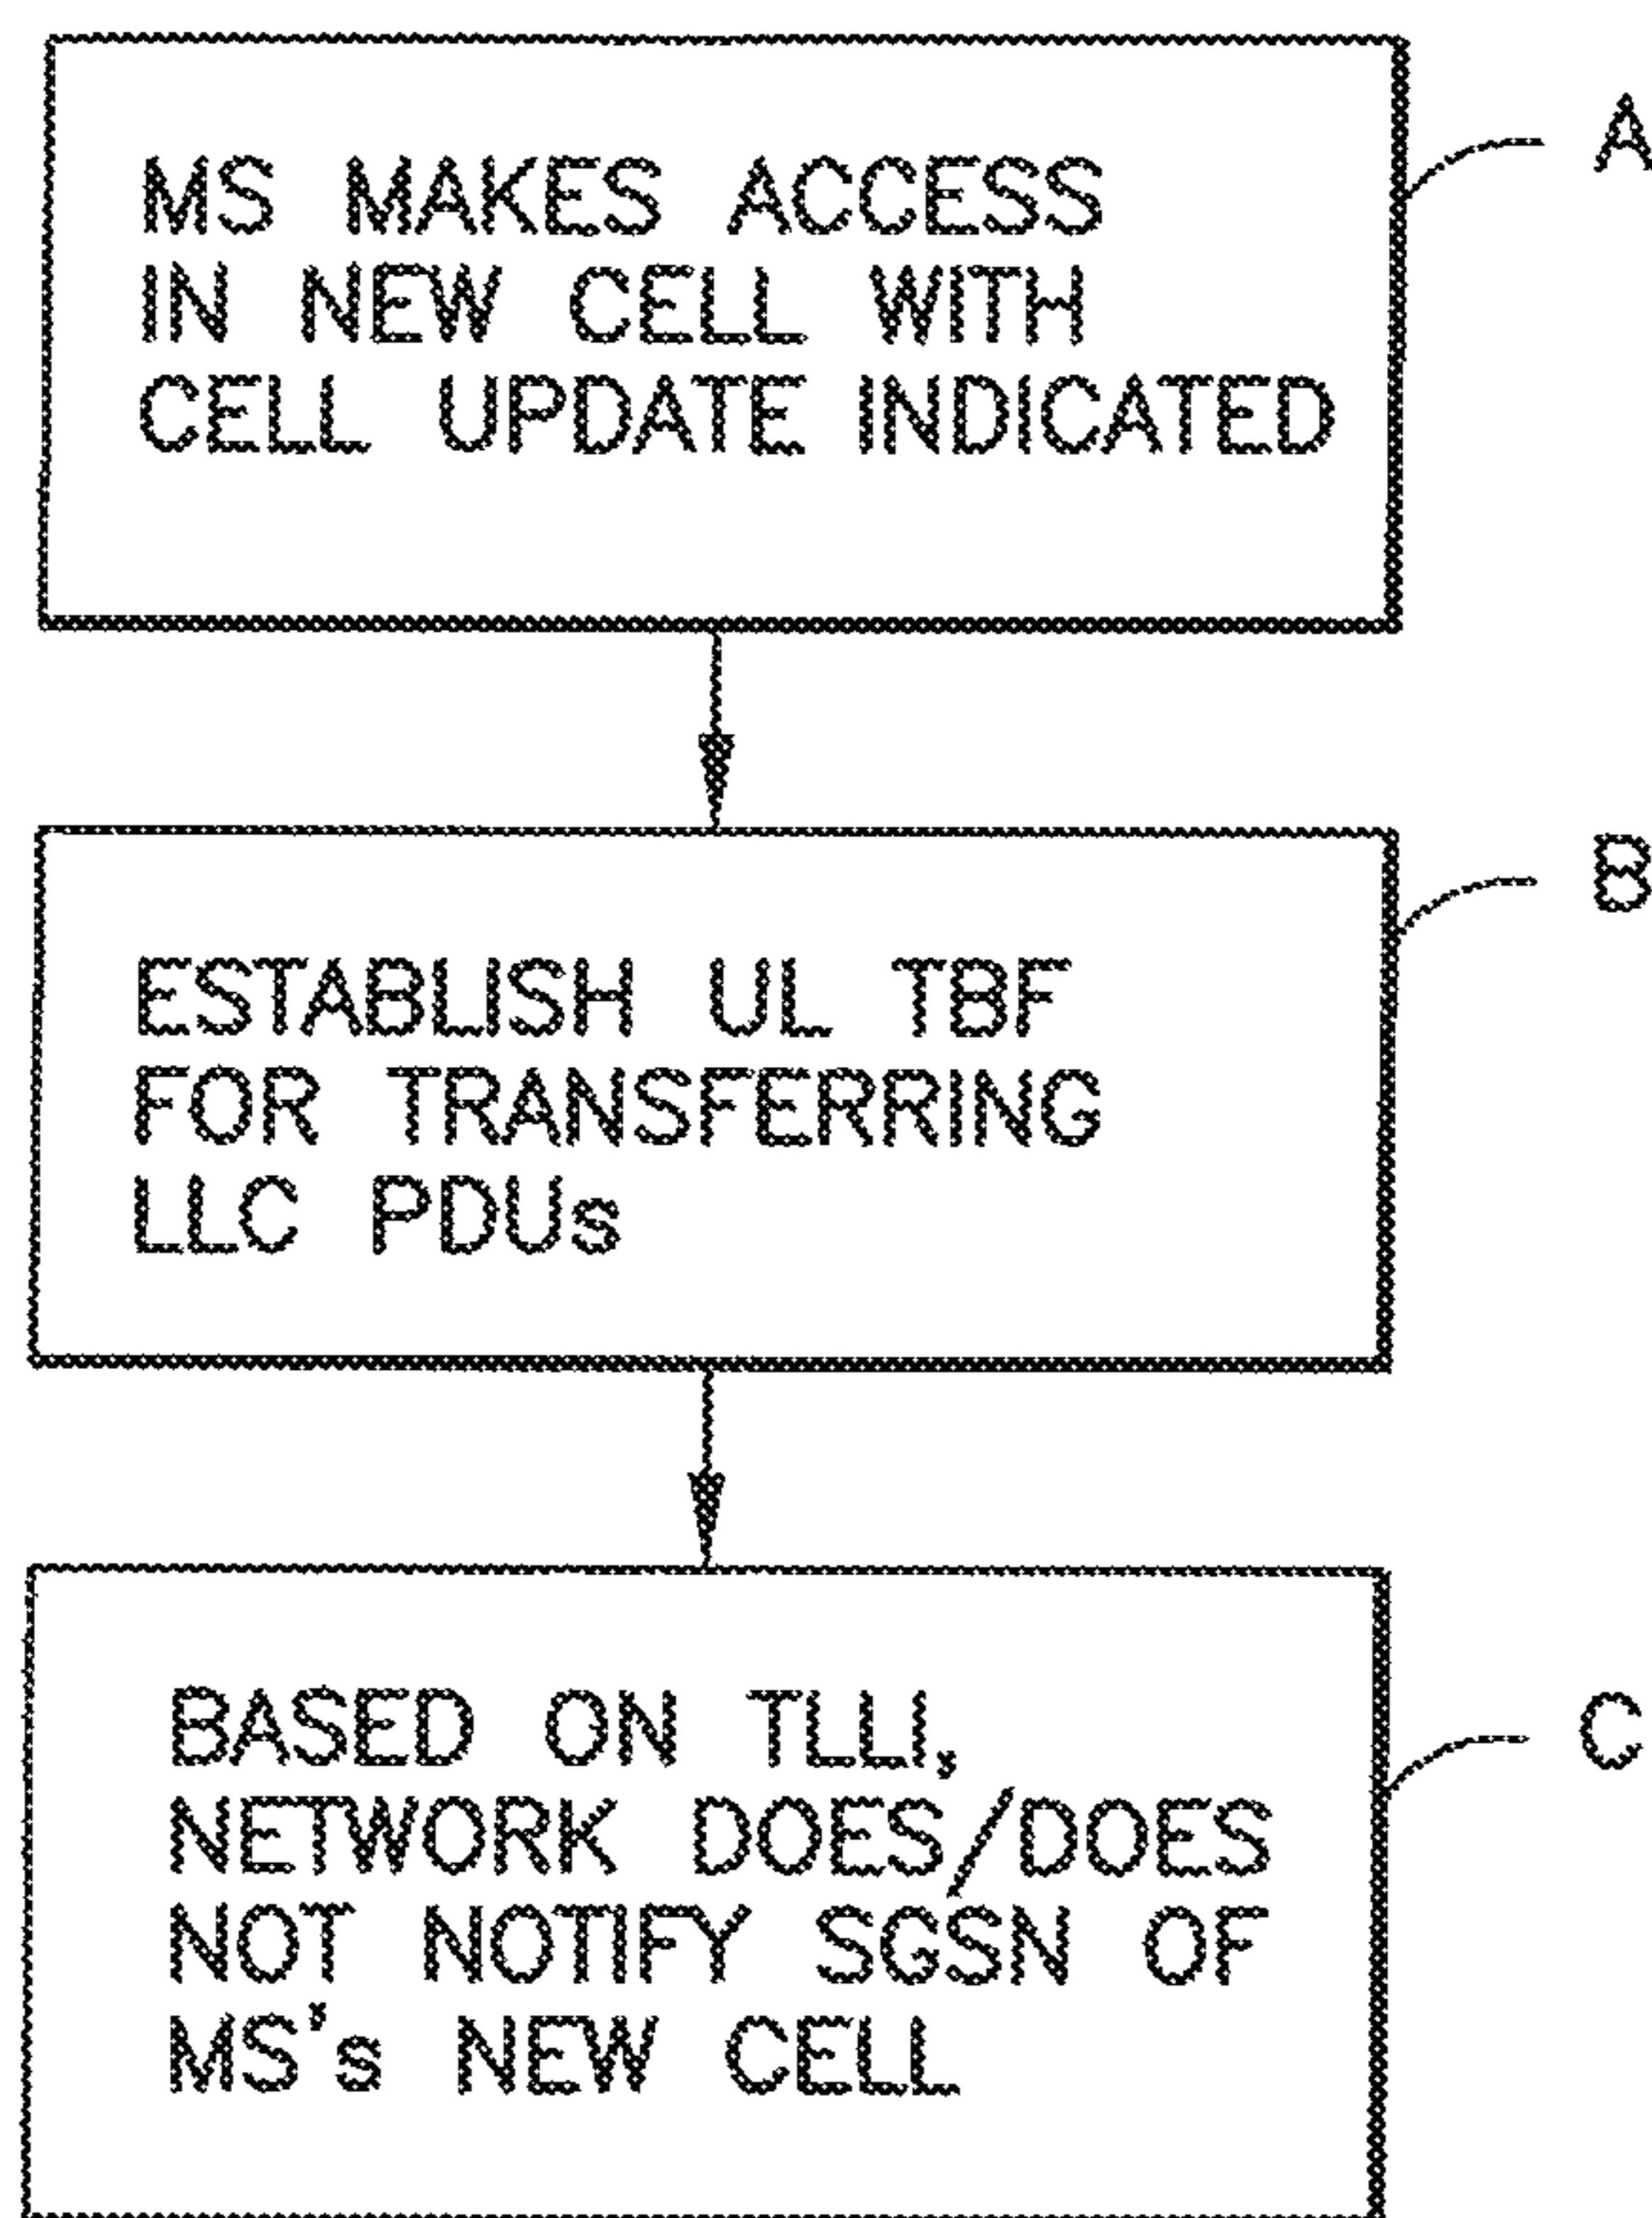 MS MAKES ACCESS
IN NEW CELL WITH
CELL UPDATE INDICATED
A
ESTABLISH UL TBF
FOR TRANSFERRING
LLC PDUs
B
BASED ON TLLI,
NETWORK DOES/DOES
NOT NOTIFY SGSN OF
MS's NEW CELL
C